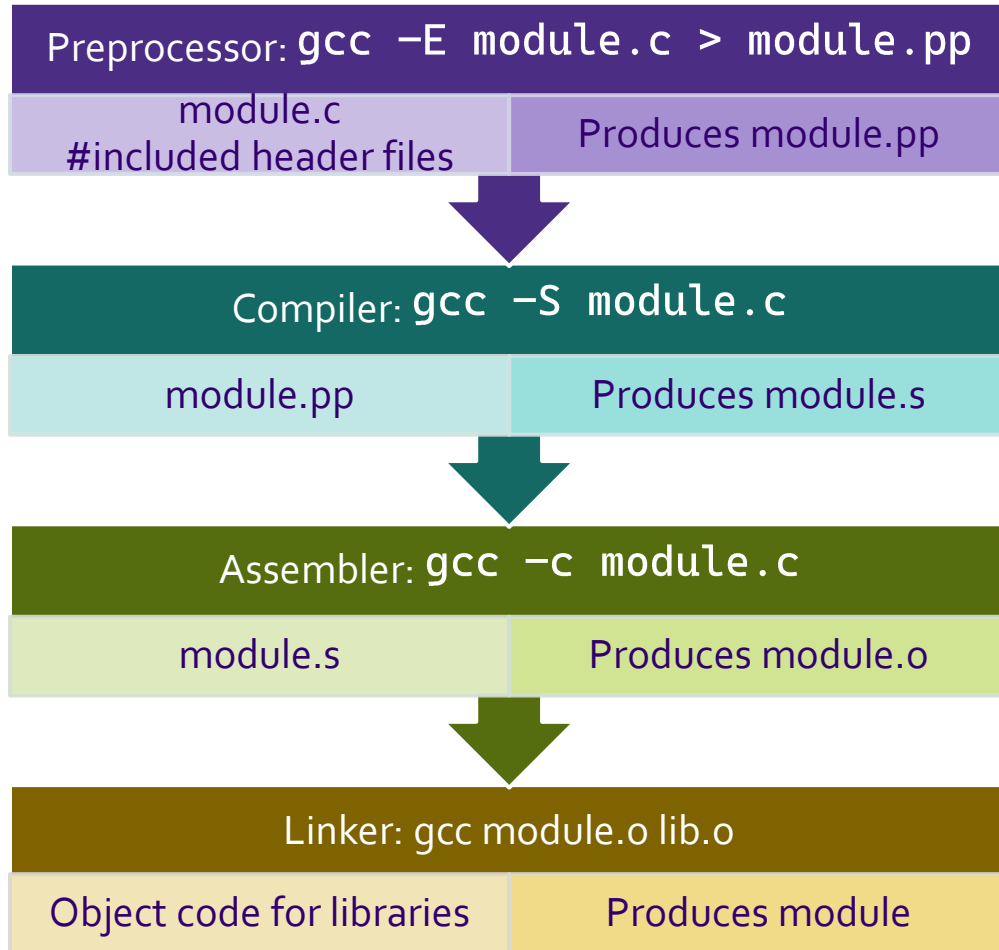 Preprocessor: gcc -E module.c > module.pp
module.c
#included header files
Produces module.pp
Compiler: gcc -S module.c
module.pp
Produces module.s
Assembler: gcc -c module.c
module.s
Produces module.o
Linker: gcc module.o lib.o
Object code for libraries
Produces module